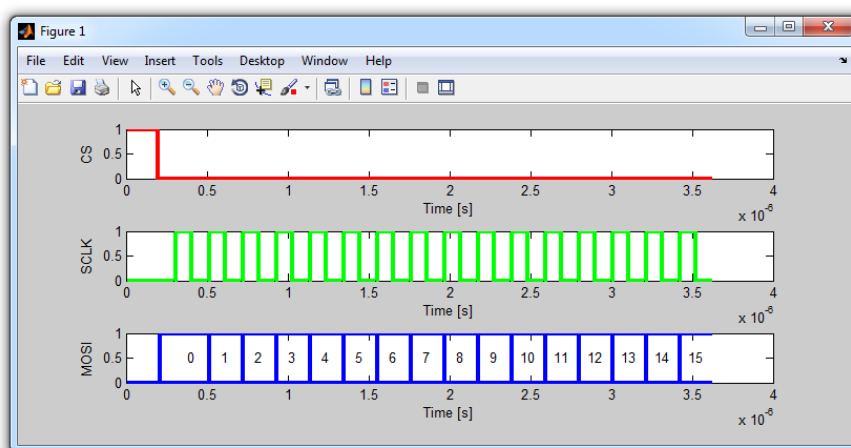 Figure 1
File Edit View Insert Tools Desktop Window Help
1
0.5
0
CS
0 0.5 1 1.5 2 2.5 3 3.5 4
Time [s]
x 10^-6
1
0.5
0
SCLK
0 0.5 1 1.5 2 2.5 3 3.5 4
Time [s]
x 10^-6
1
0.5
0
MOSI
0 1 2 3 4 5 6 7 8 9 10 11 12 13 14 15
0 0.5 1 1.5 2 2.5 3 3.5 4
Time [s]
x 10^-6